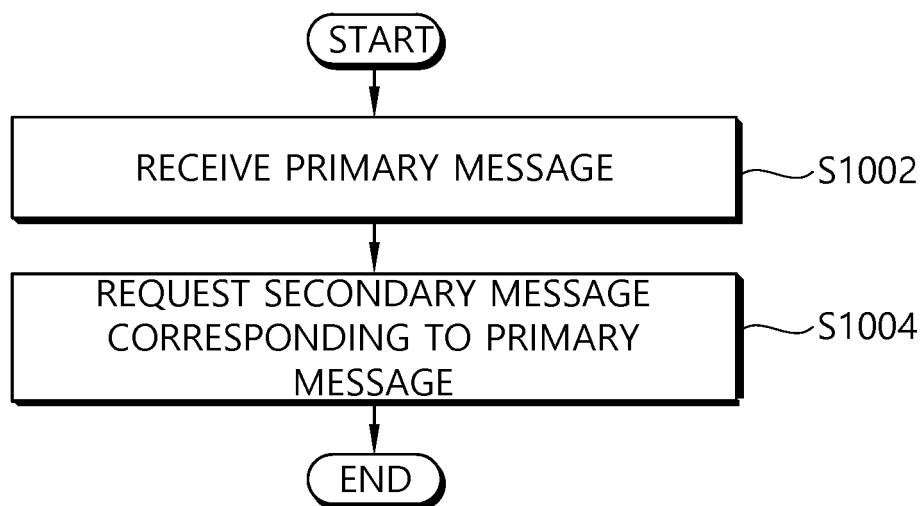 START
RECEIVE PRIMARY MESSAGE
S1002
REQUEST SECONDARY MESSAGE
CORRESPONDING TO PRIMARY
MESSAGE
S1004
END